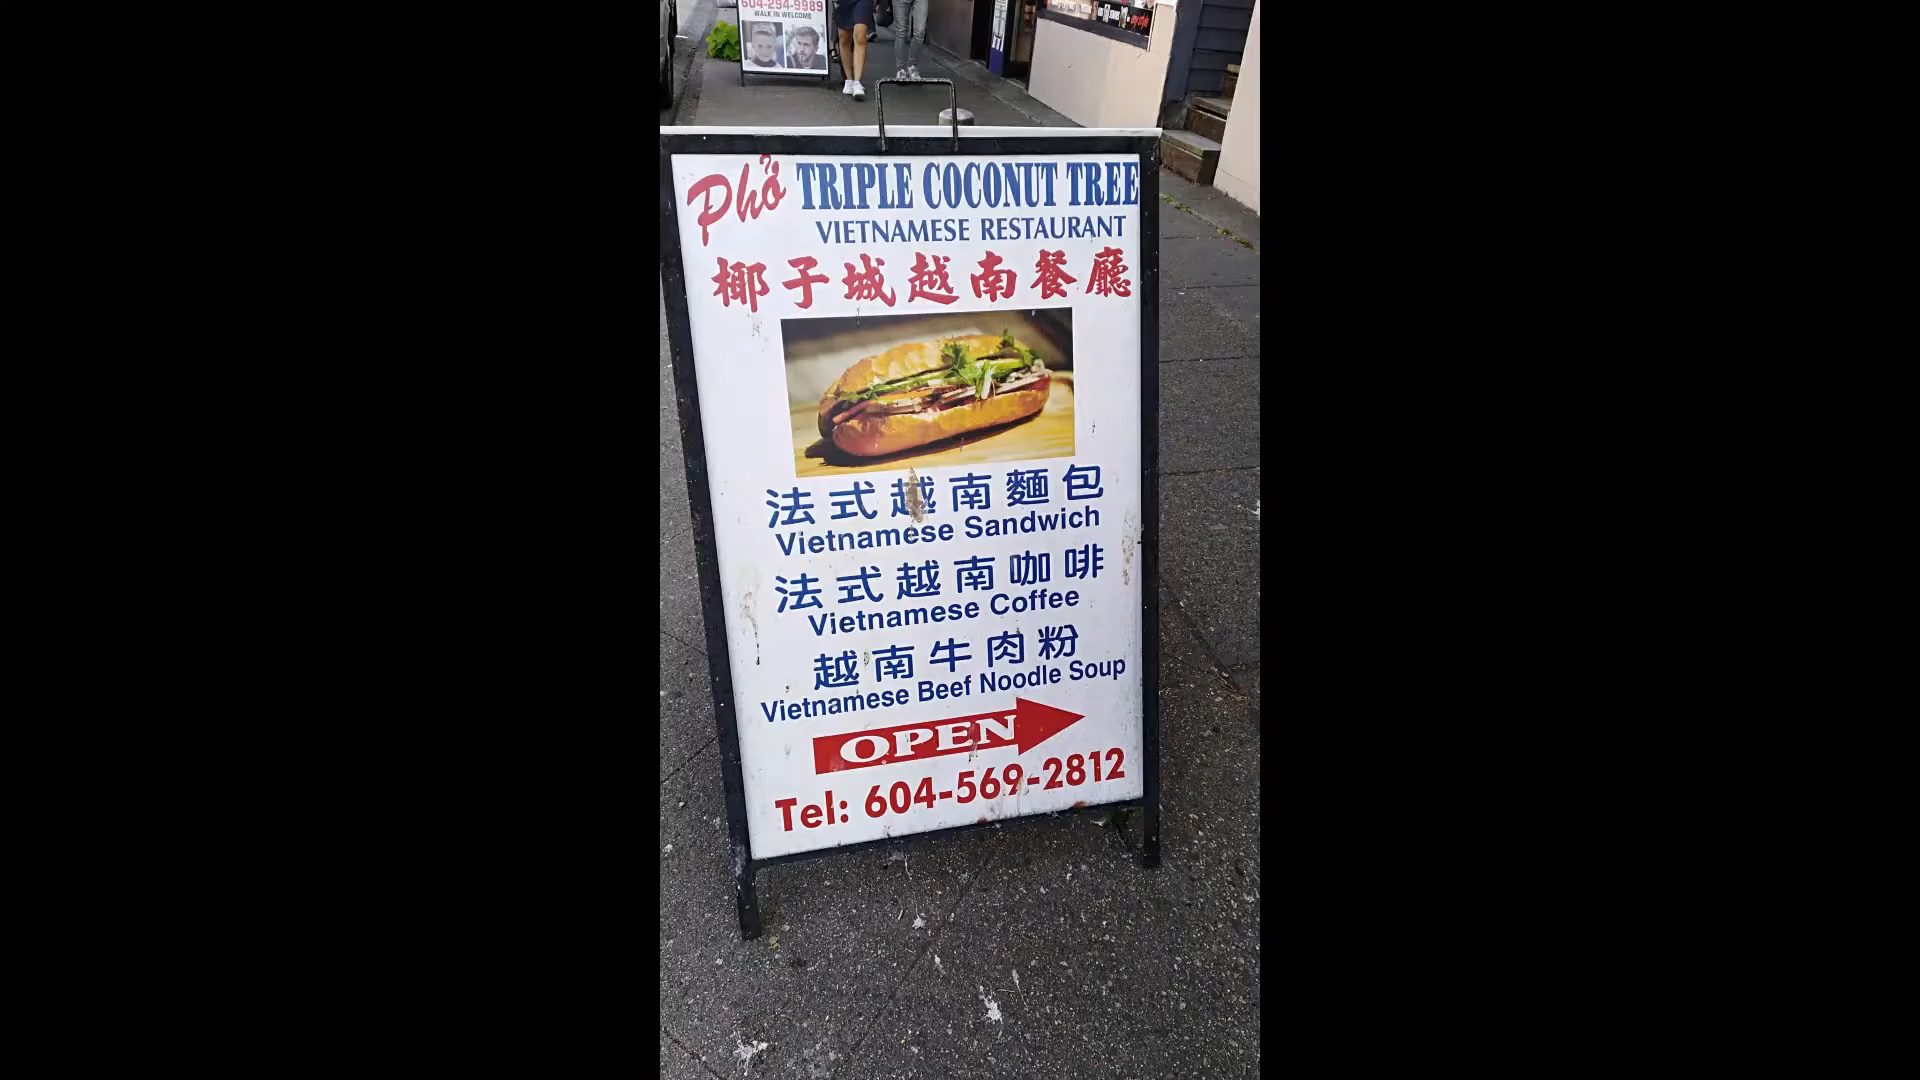 604-294-9989
WALK IN WELCOME
Phở TRIPLE COCONUT TREE
VIETNAMESE RESTAURANT
椰子城越南餐廳
法式越南麵包
Vietnamese Sandwich
法式越南咖啡
Vietnamese Coffee
越南牛肉粉
Vietnamese Beef Noodle Soup
OPEN
Tel: 604-569-2812